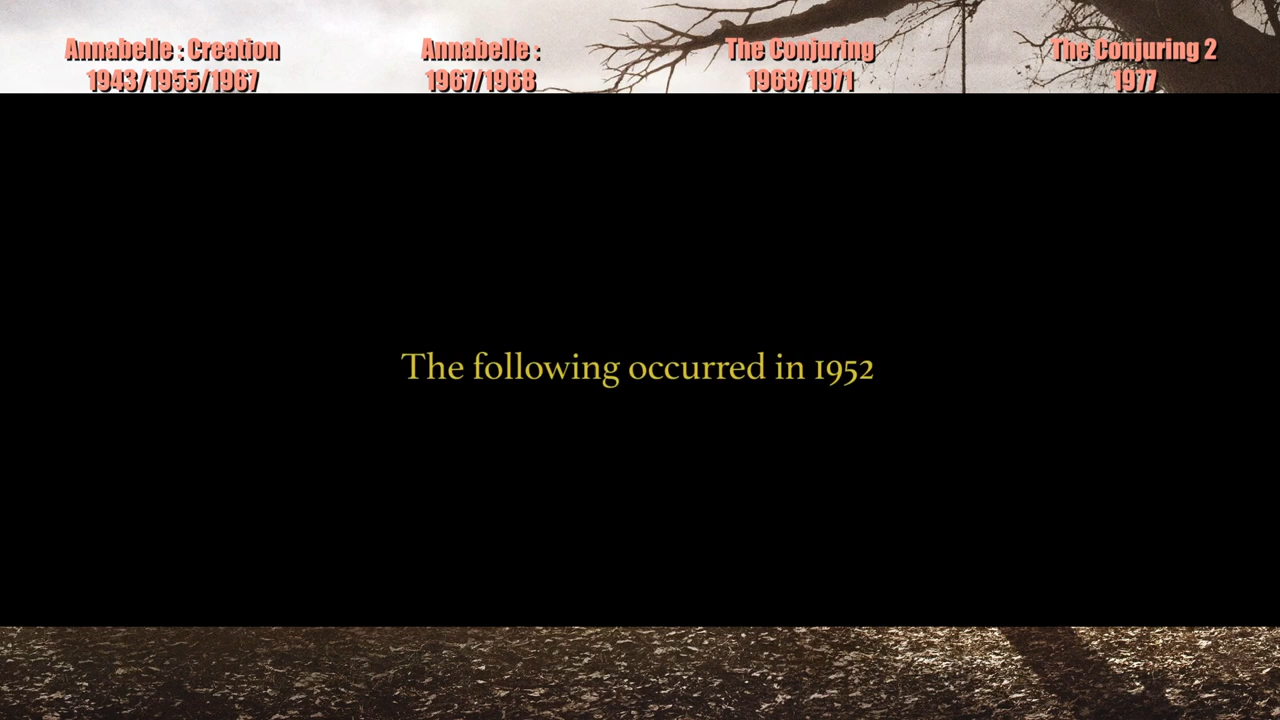 Annabelle : Creation
1943/1955/1967
Annabelle :
1967/1968
The Conjuring
1968/1971
The Conjuring 2
1977
The following occurred in 1952